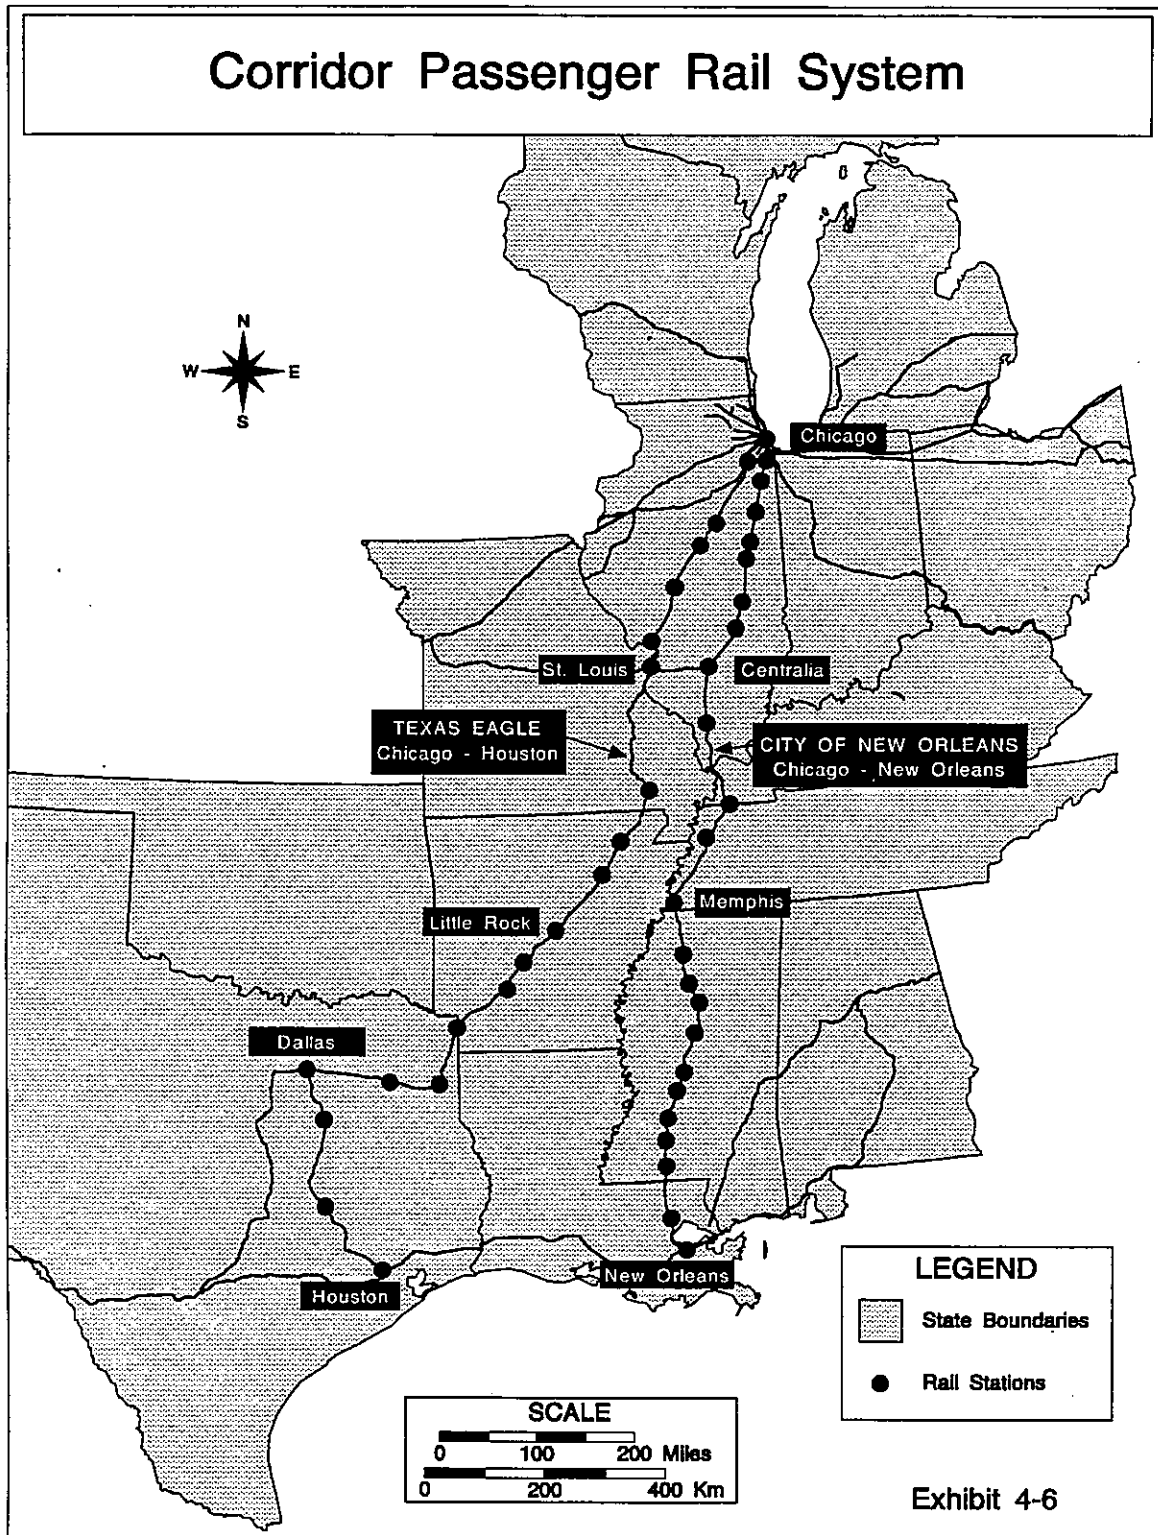 Corridor Passenger Rail System
N
W E
S
Chicago
St. Louis
Centralia
TEXAS EAGLE
Chicago - Houston
CITY OF NEW ORLEANS
Chicago - New Orleans
Memphis
Little Rock
Dallas
New Orleans
Houston
LEGEND
State Boundaries
Rail Stations
SCALE
0 100 200 Miles
0 200 400 Km
Exhibit 4-6